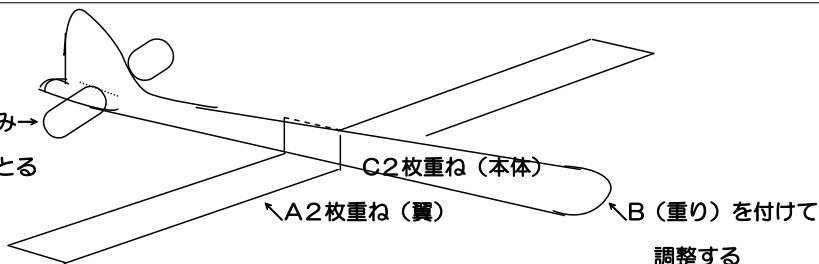 み→
とる
C2枚重ね（本体）
↖A2枚重ね（翼）
↖B（重り）を付けて
調整する